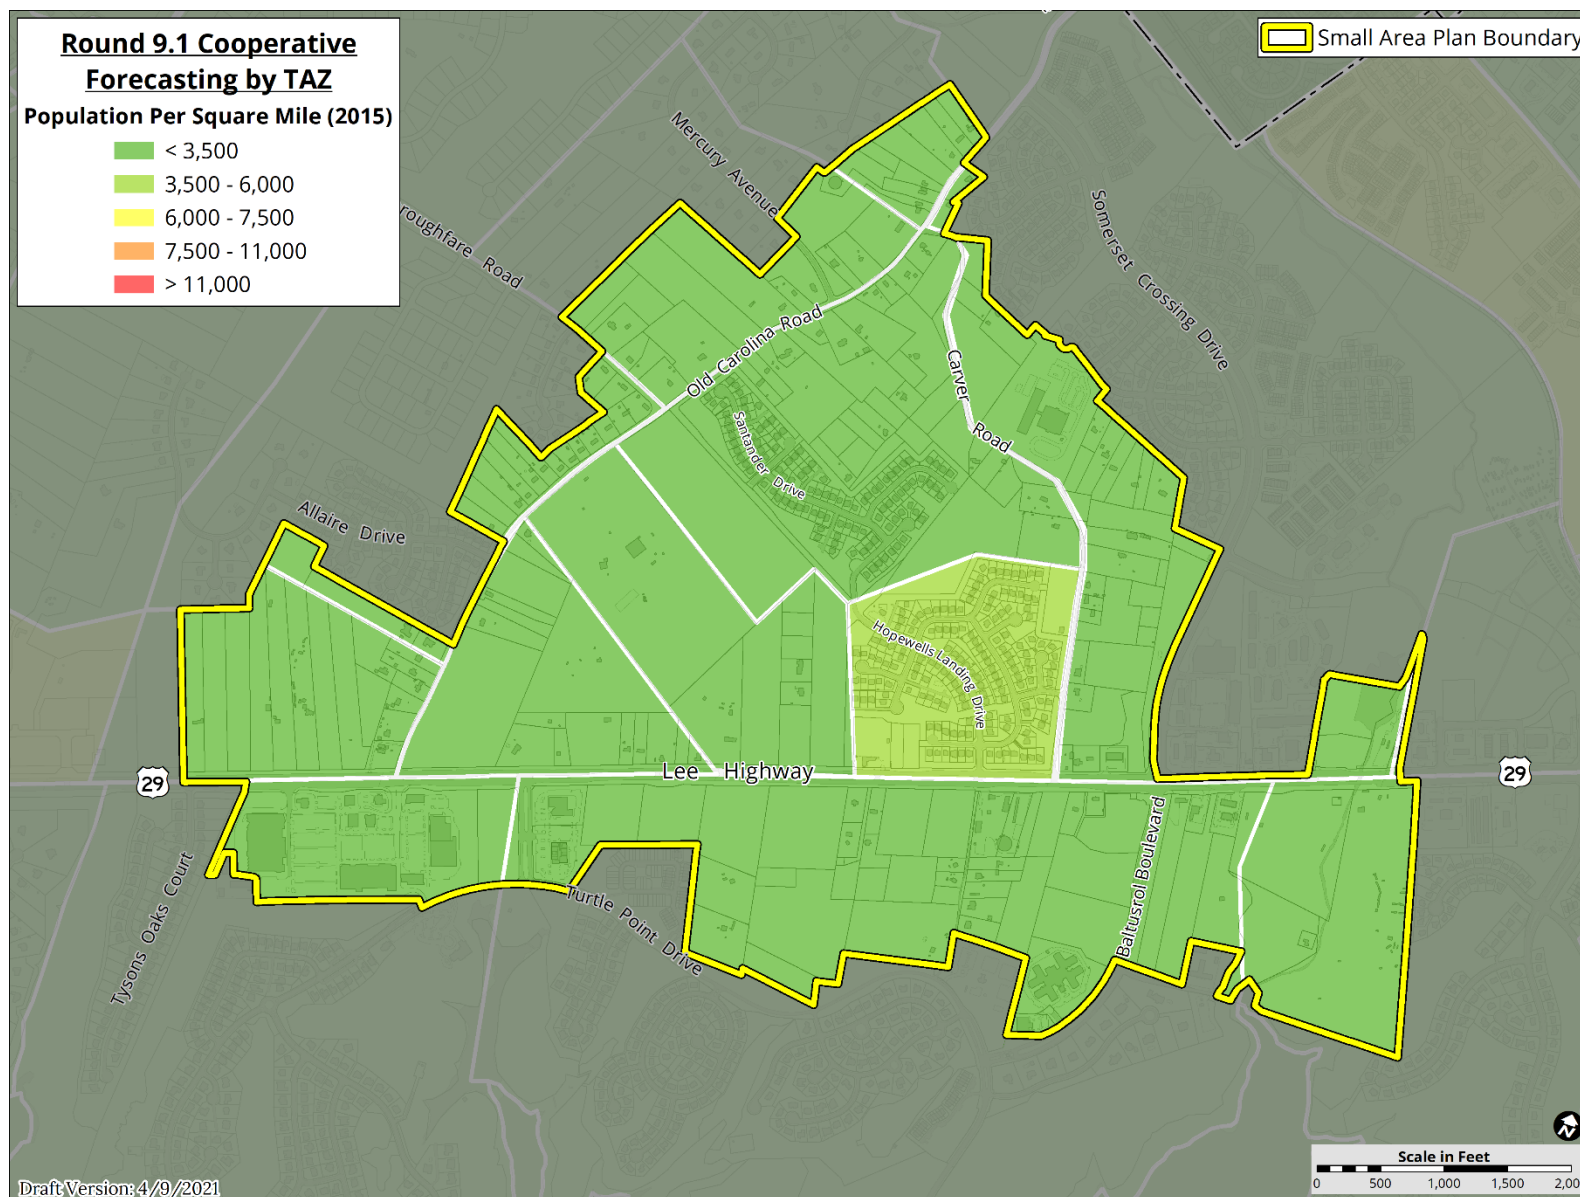 Round 9.1 Cooperative
Forecasting by TAZ
Population Per Square Mile (2015)
< 3,500
3,500 - 6,000
6,000 - 7,500
7,500 - 11,000
> 11,000
Small Area Plan Boundary
Mercury Avenue
roughfare Road
Somerset Crossing Drive
Old Carolina Road
Carver Road
Santander Drive
Allaire Drive
Hopewells Landing Drive
Lee Highway
29
29
Tysons Oaks Court
Turtle Point Drive
Baltusrol Boulevard
N
Scale in Feet
0 500 1,000 1,500 2,00
Draft Version: 4/9/2021